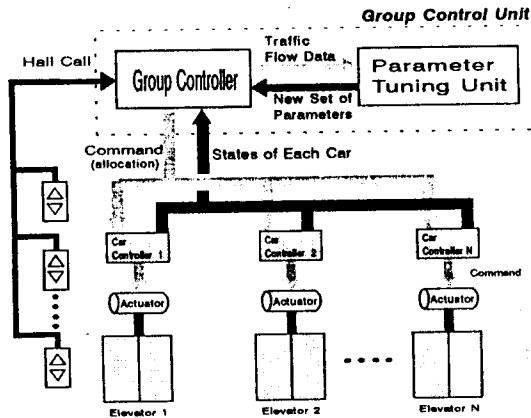 Group Control Unit
Hall Call
Traffic
Flow Data
Group Controller
Parameter
Tuning Unit
New Set of
Parameters
Command
(allocation)
States of Each Car
Car
Controller 1
Car
Controller 2
Car
Controller N
Command
Actuator
Actuator
Actuator
Elevator 1
Elevator 2
Elevator N